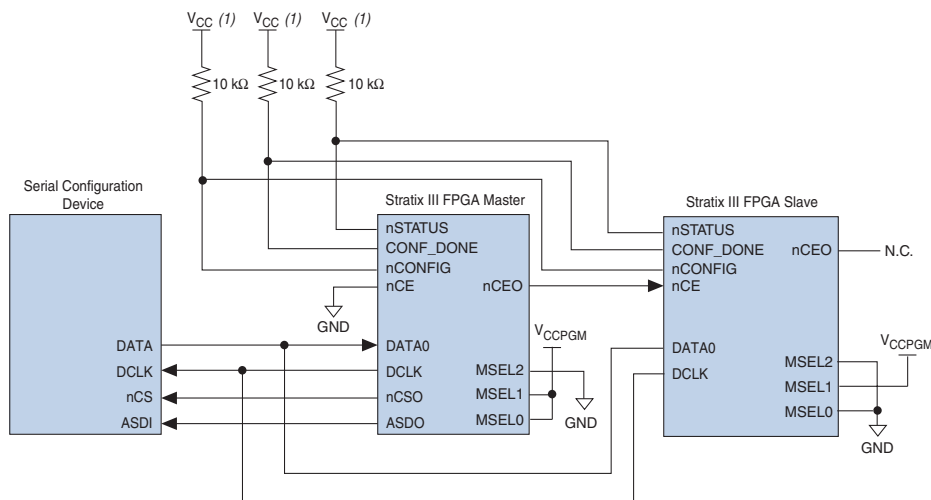 VCC (1) VCC (1) VCC (1)
10 kΩ 10 kΩ 10 kΩ
Serial Configuration
Device
DATA
DCLK
nCS
ASDI
Stratix III FPGA Master
nSTATUS
CONF_DONE
nCONFIG
nCE
nCEO
GND
DATA0
DCLK
nCSO
ASDO
VCCPGM
MSEL2
MSEL1
MSEL0
GND
Stratix III FPGA Slave
nSTATUS
CONF_DONE
nCONFIG
nCE
nCEO
N.C.
DATA0
DCLK
VCCPGM
MSEL2
MSEL1
MSEL0
GND